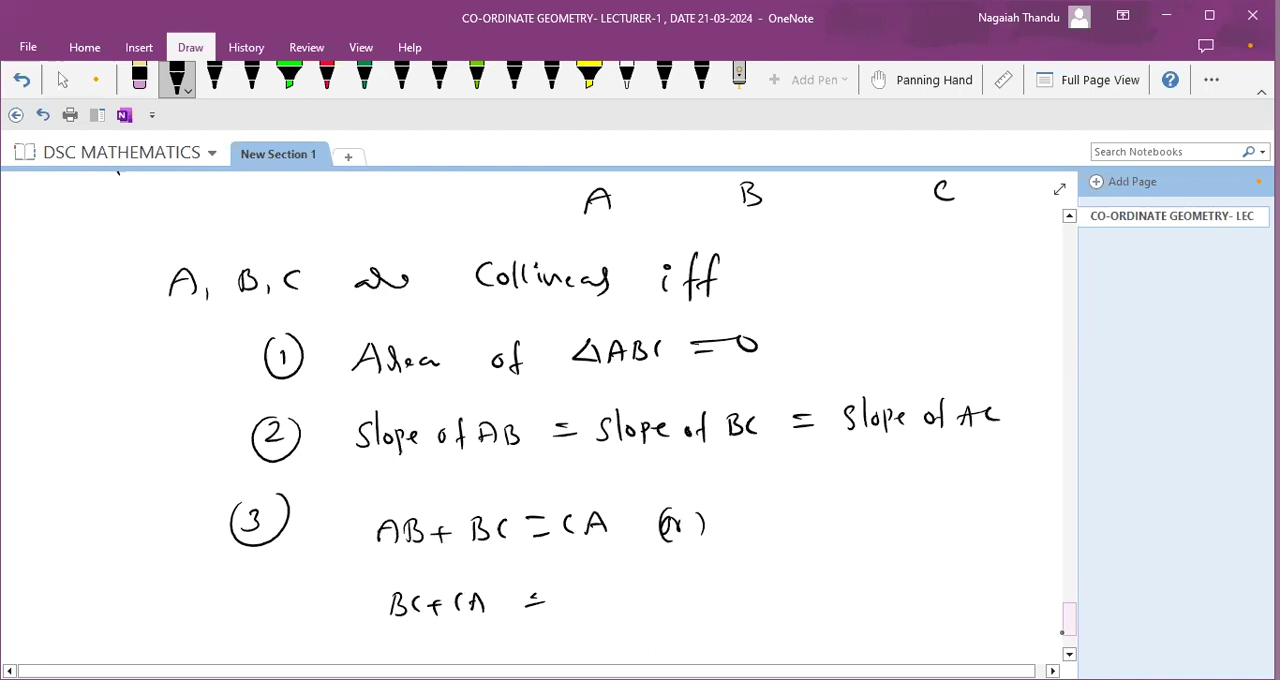 CO-ORDINATE GEOMETRY- LECTURER-1 , DATE 21-03-2024 - OneNote
Nagaiah Thandu
File Home Insert Draw History Review View Help
Add Pen Panning Hand Full Page View
DSC MATHEMATICS New Section 1
Search Notebooks
Add Page
CO-ORDINATE GEOMETRY- LEC
A B C
A, B, C are Collinear iff
① Area of △ABC = 0
② Slope of AB = Slope of BC = Slope of AC
③ AB + BC = CA (or)
BC + CA =